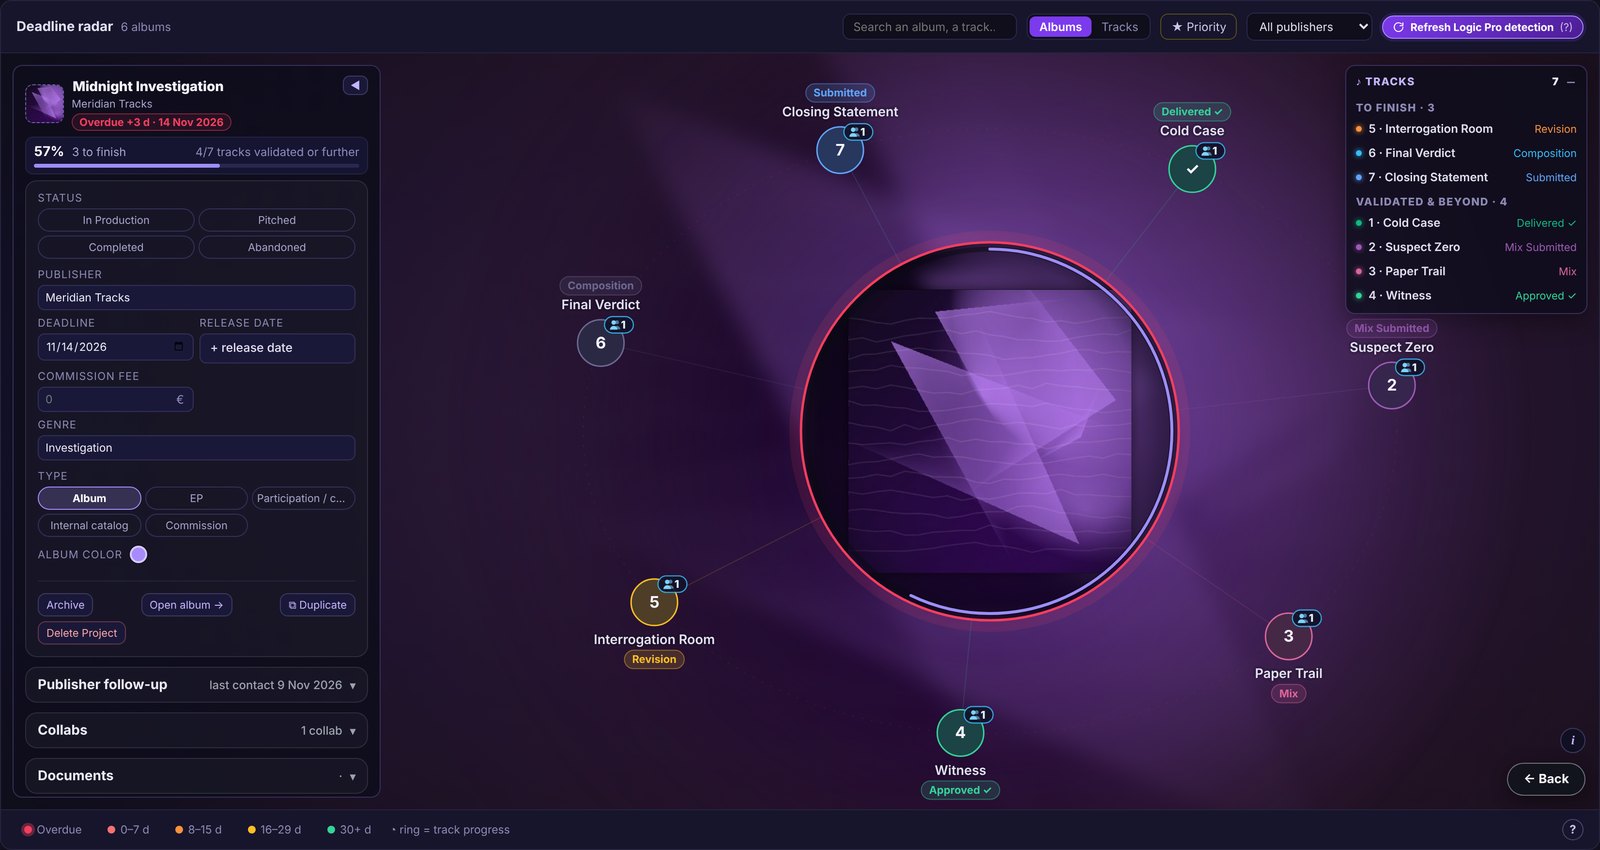 Deadline radar 6 albums
Search an album, a track..
Albums Tracks
★ Priority
All publishers
Refresh Logic Pro detection (?)
Midnight Investigation
Meridian Tracks
Overdue +3 d · 14 Nov 2026
57% 3 to finish 4/7 tracks validated or further
STATUS
In Production Pitched
Completed Abandoned
PUBLISHER
Meridian Tracks
DEADLINE RELEASE DATE
11/14/2026 + release date
COMMISSION FEE
0 €
GENRE
Investigation
TYPE
Album EP Participation / c...
Internal catalog Commission
ALBUM COLOR
Archive Open album → Duplicate
Delete Project
Publisher follow-up last contact 9 Nov 2026 ▾
Collabs 1 collab ▾
Documents · ▾
Submitted
Closing Statement
1
7
Delivered ✓
Cold Case
1
✓
Composition
Final Verdict
1
6
Mix Submitted
Suspect Zero
1
2
1
5
Interrogation Room
Revision
1
3
Paper Trail
Mix
1
4
Witness
Approved ✓
♪ TRACKS 7 –
TO FINISH · 3
5 · Interrogation Room Revision
6 · Final Verdict Composition
7 · Closing Statement Submitted
VALIDATED & BEYOND · 4
1 · Cold Case Delivered ✓
2 · Suspect Zero Mix Submitted
3 · Paper Trail Mix
4 · Witness Approved ✓
i
← Back
Overdue 0–7 d 8–15 d 16–29 d 30+ d · ring = track progress
?